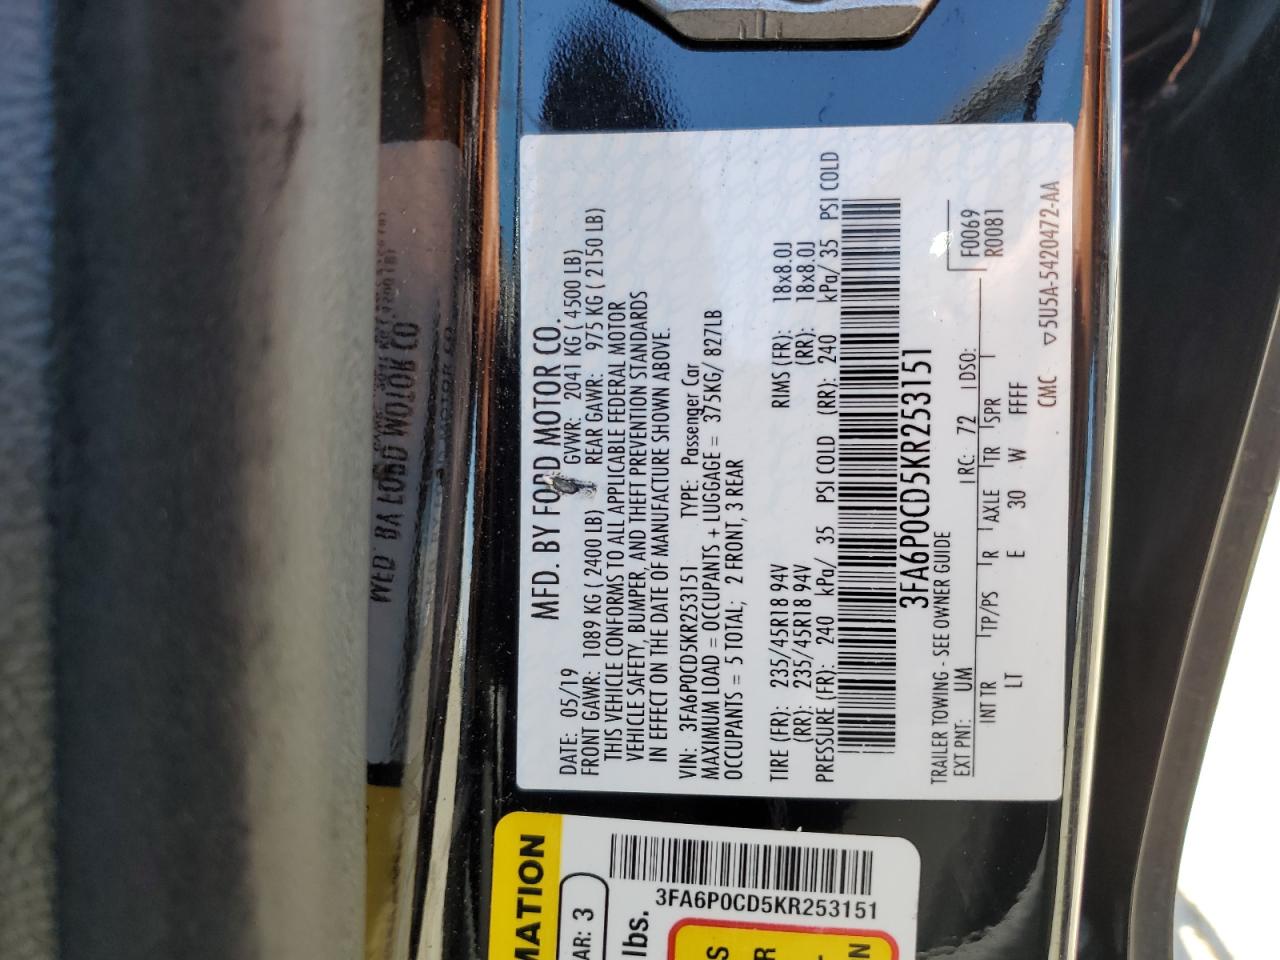 MFD. BY FORD MOTOR CO.
DATE: 05/19 GVWR: 2041 KG ( 4500 LB)
FRONT GAWR: 1089 KG ( 2400 LB) REAR GAWR: 975 KG ( 2150 LB)
THIS VEHICLE CONFORMS TO ALL APPLICABLE FEDERAL MOTOR
VEHICLE SAFETY, BUMPER, AND THEFT PREVENTION STANDARDS
IN EFFECT ON THE DATE OF MANUFACTURE SHOWN ABOVE.
VIN: 3FA6P0CD5KR253151 TYPE: Passenger Car
MAXIMUM LOAD = OCCUPANTS + LUGGAGE = 375KG/ 827LB
OCCUPANTS = 5 TOTAL, 2 FRONT, 3 REAR
TIRE (FR): 235/45R18 94V RIMS (FR): 18x8.0J
(RR): 235/45R18 94V (RR): 18x8.0J
PRESSURE (FR): 240 kPa/ 35 PSI COLD (RR): 240 kPa/ 35 PSI COLD
3FA6P0CD5KR253151
TRAILER TOWING - SEE OWNER GUIDE
EXT PNT: UM RC: 72 DSO: F0069
R0081
INT TR TP/PS R AXLE TR SPR
LT E 30 W FFFF
CMC ▽5U5A-5420472-AA
MATION
AR: 3
lbs.
3FA6P0CD5KR253151